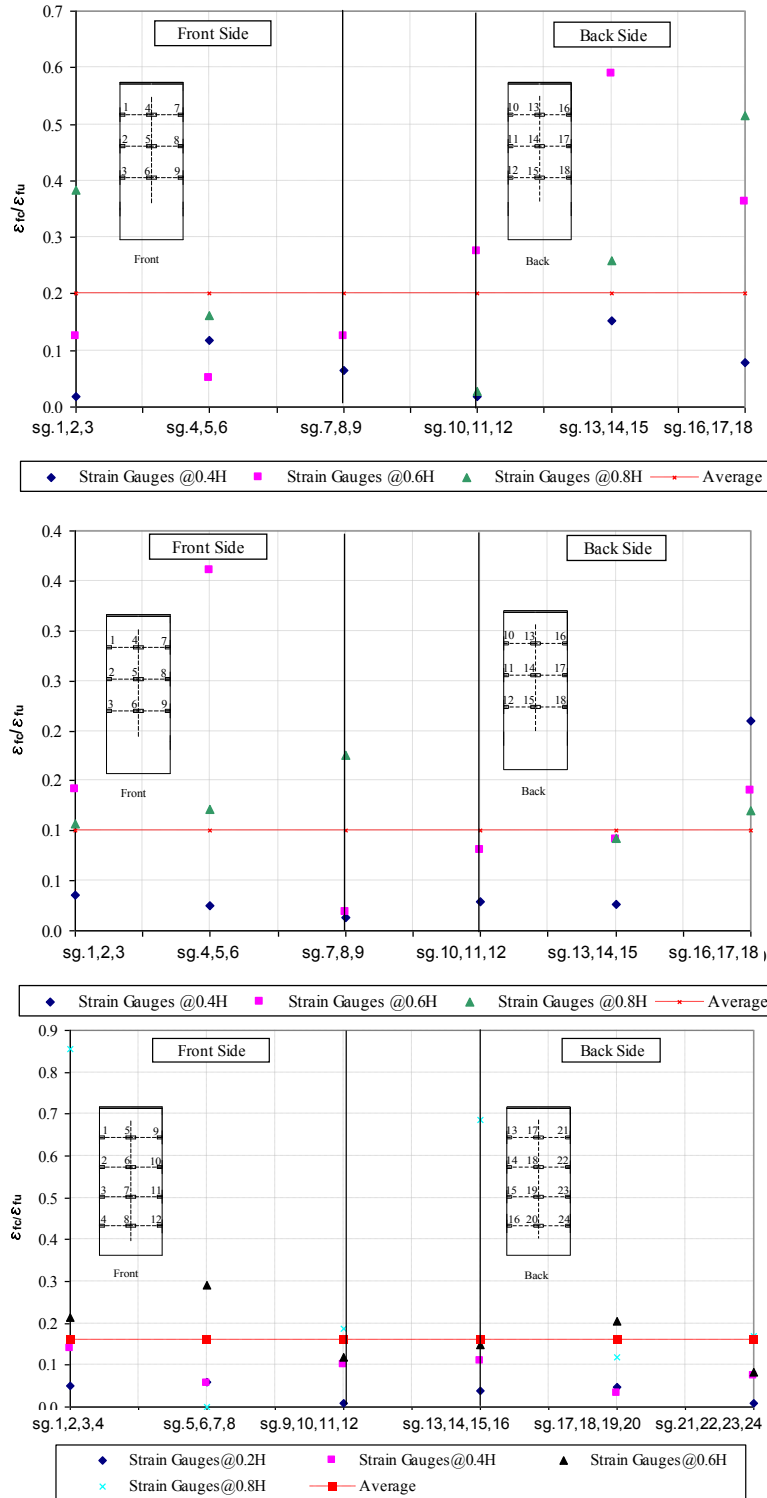 0.7
Front Side
Back Side
0.6
1 4 7
10 13 16
0.5
2 5 8
11 14 17
0.4
3 6 9
12 15 18
εfc/εfu
0.3
Front
Back
0.2
0.1
0.0
sg.1,2,3 sg.4,5,6 sg.7,8,9 sg.10,11,12 sg.13,14,15 sg.16,17,18
Strain Gauges @0.4H Strain Gauges @0.6H Strain Gauges @0.8H Average
0.4
Front Side
Back Side
0.4
0.3
1 4 7
10 13 16
0.3
2 5 8
11 14 17
3 6 9
12 15 18
εfc/εfu
0.2
0.2
Front
Back
0.1
0.1
0.0
sg.1,2,3 sg.4,5,6 sg.7,8,9 sg.10,11,12 sg.13,14,15 sg.16,17,18
Strain Gauges @0.4H Strain Gauges @0.6H Strain Gauges @0.8H Average
0.9
Front Side
Back Side
0.8
0.7
1 5 9
13 17 21
0.6
2 6 10
14 18 22
0.5
3 7 11
15 19 23
4 8 12
16 20 24
εfc/εfu
0.4
Front
Back
0.3
0.2
0.1
0.0
sg.1,2,3,4 sg.5,6,7,8 sg.9,10,11,12 sg.13,14,15,16 sg.17,18,19,20 sg.21,22,23,24
Strain Gauges@0.2H Strain Gauges@0.4H Strain Gauges@0.6H
Strain Gauges@0.8H Average